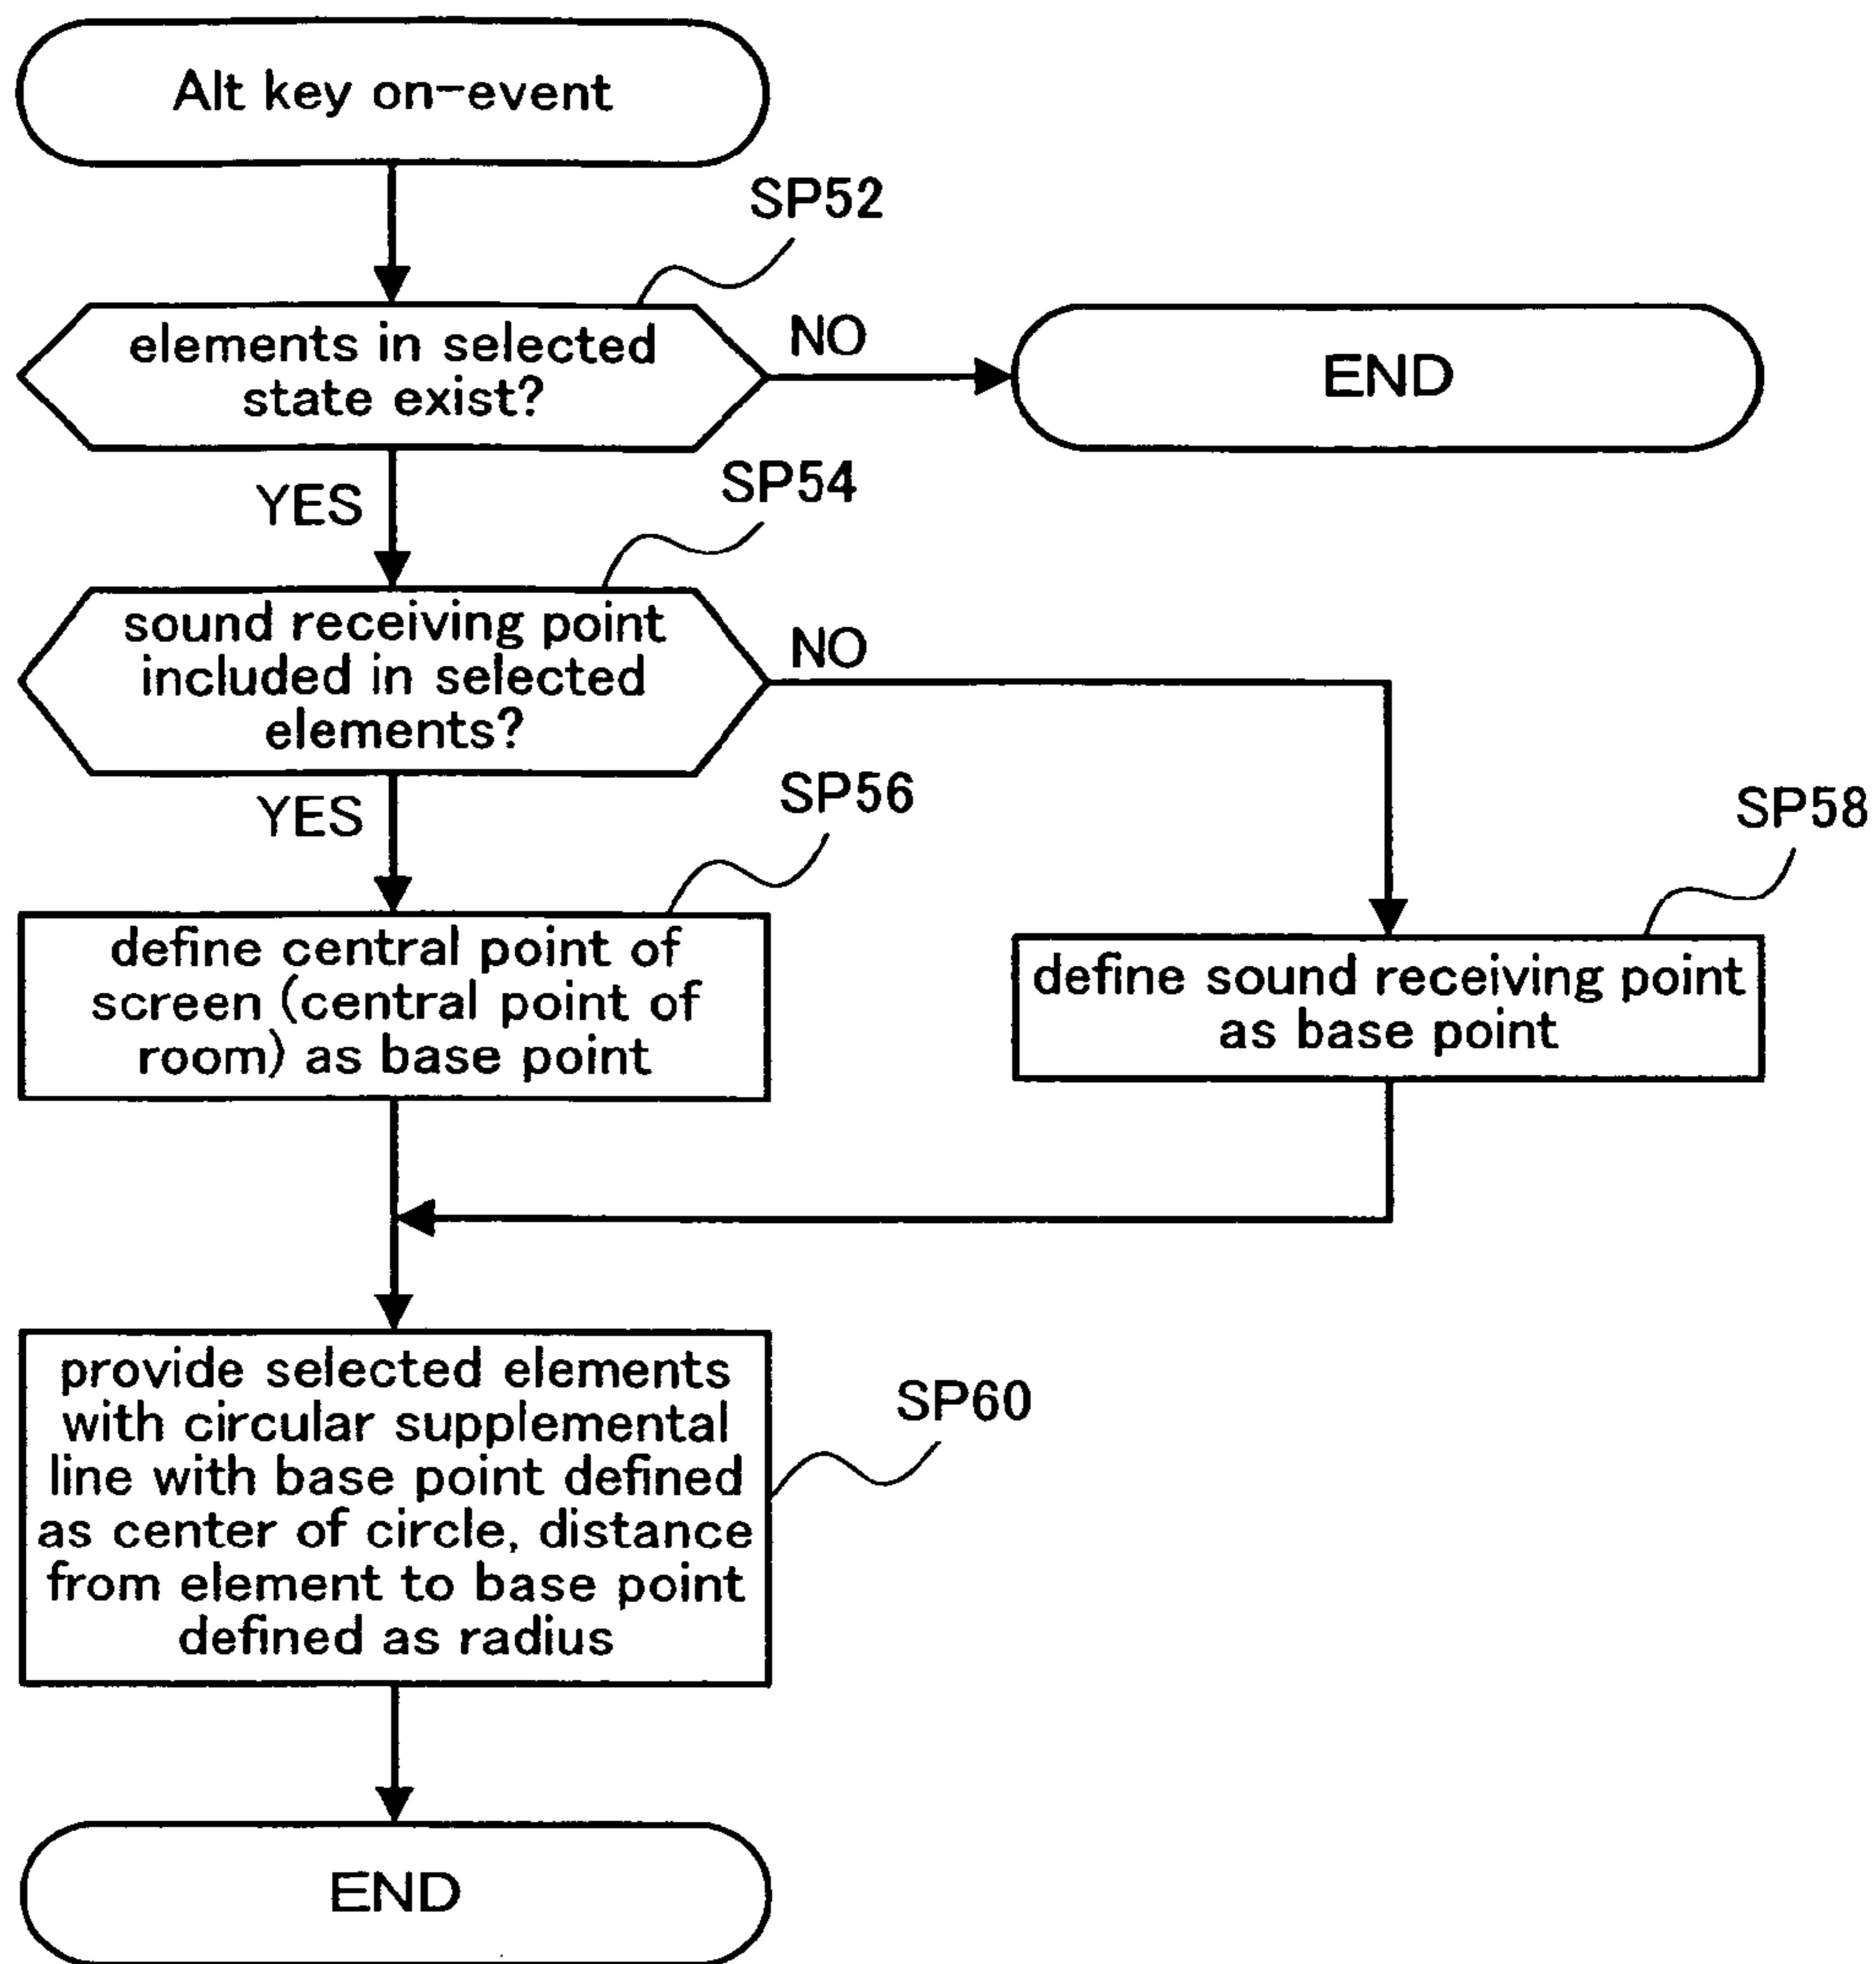 Alt key on-event
SP52
elements in selected
state exist?
NO
END
YES
SP54
sound receiving point
included in selected
elements?
NO
YES
SP56
SP58
define central point of
screen (central point of
room) as base point
define sound receiving point
as base point
provide selected elements
with circular supplemental
line with base point defined
as center of circle, distance
from element to base point
defined as radius
SP60
END